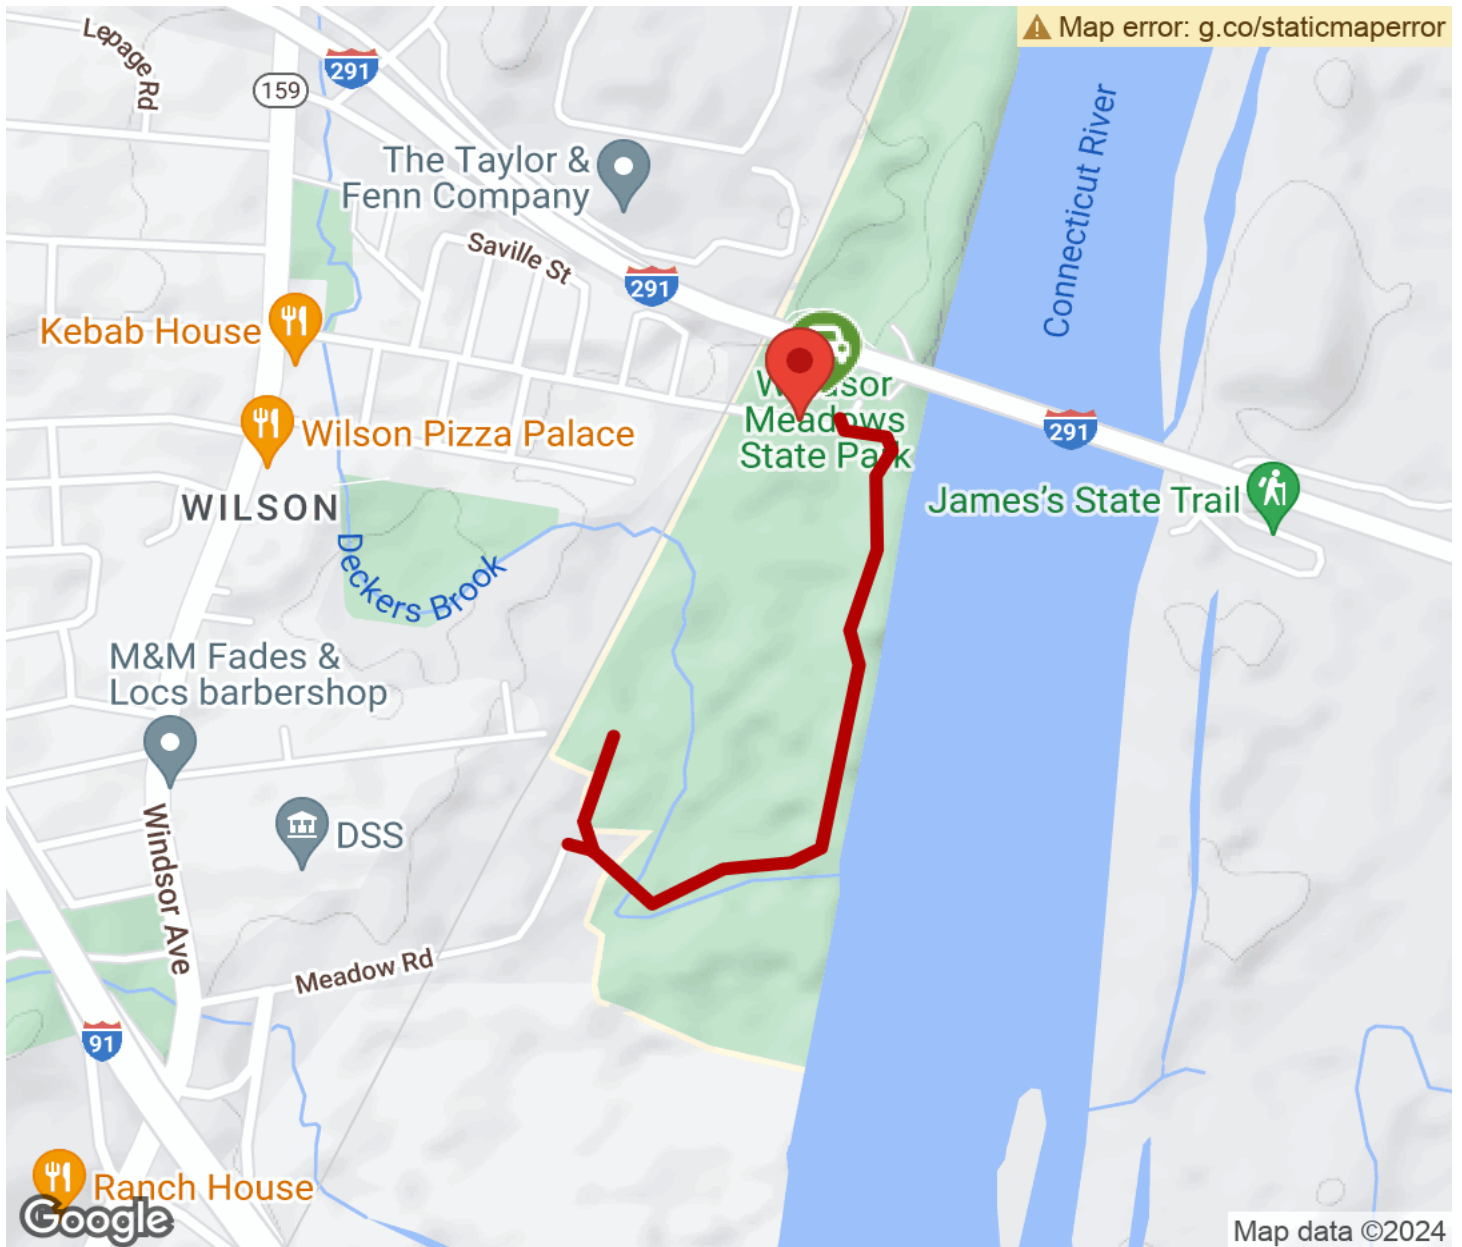 Map error: g.co/staticmaperror
Lepage Rd
291
159
Connecticut River
The Taylor &
Fenn Company
Saville St
291
Kebab House
Meadows
State Park
291
Wilson Pizza Palace
James's State Trail
WILSON
Deckers Brook
M&M Fades &
Locs barbershop
DSS
Windsor Ave
Meadow Rd
91
Ranch House
Google
Map data ©2024